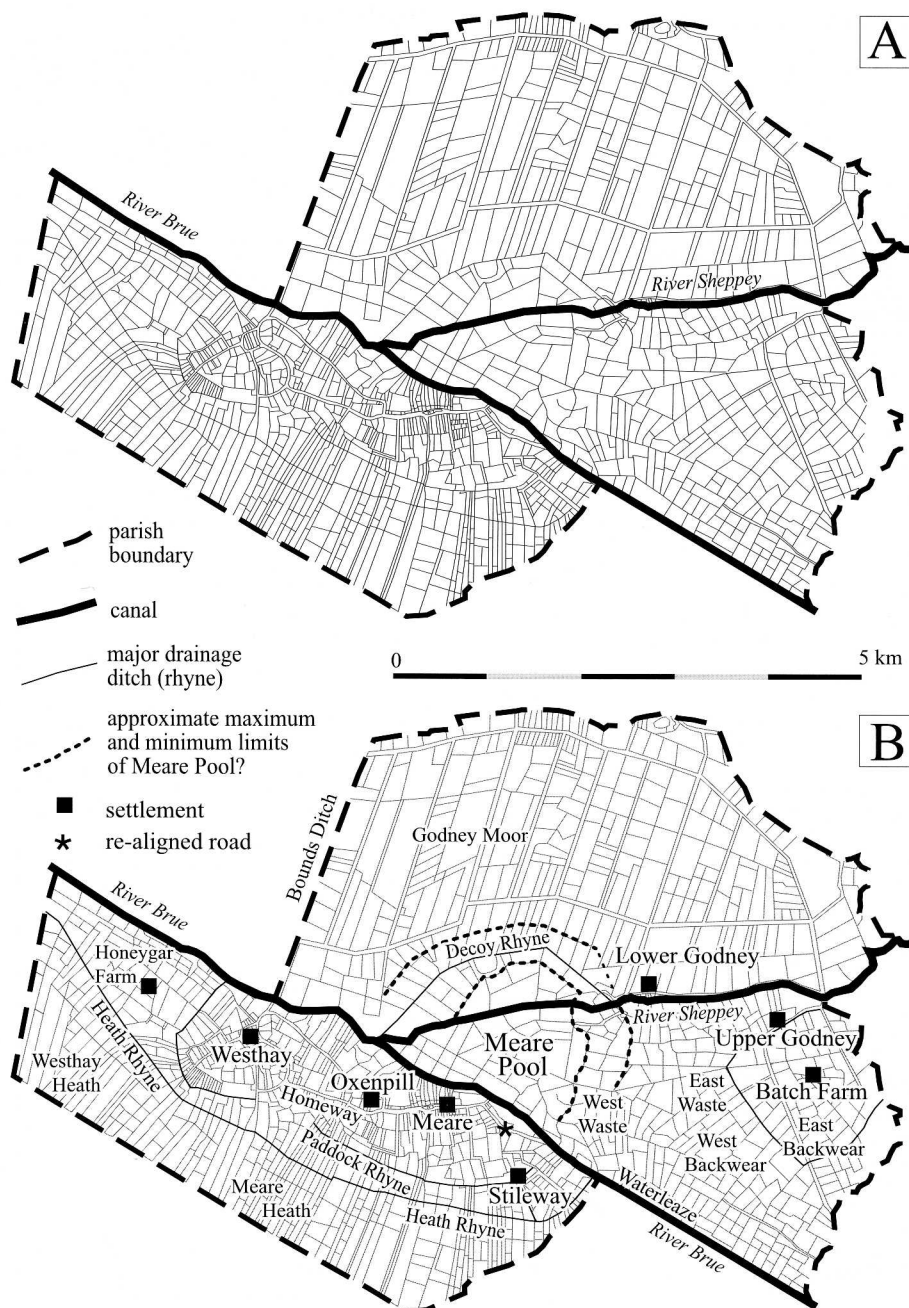 A
River Brue
River Sheppey
parish
boundary
canal
major drainage
ditch (rhyne)
approximate maximum
and minimum limits
of Meare Pool?
settlement
re-aligned road
0
5 km
B
Bounds Ditch
Godney Moor
River Brue
Decoy Rhyne
Lower Godney
Honeygar
Farm
River Sheppey
Upper Godney
Heath Rhyne
Westhay
Meare
Pool
Westhay
Heath
Oxenpill
East
Waste
Batch Farm
Homeway
Meare
West
Waste
East
Backwear
West
Backwear
Paddock Rhyne
Meare
Heath
Stileway
Heath Rhyne
Waterleaze
River Brue